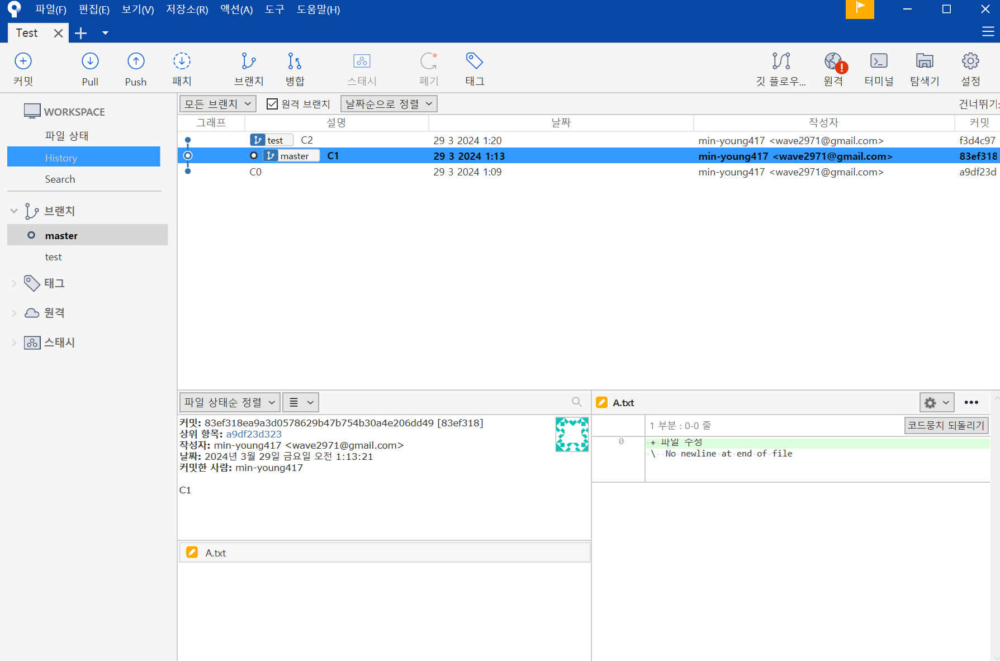 파일(F) 편집(E) 보기(V) 저장소(R) 액션(A) 도구 도움말(H)
Test
커밋 Pull Push 패치 브랜치 병합 스태시 폐기 태그 깃 플로우... 원격 터미널 탐색기 설정
WORKSPACE
파일 상태
History
Search
브랜치
master
test
태그
원격
스태시
모든 브랜치 원격 브랜치 날짜순으로 정렬 건너뛰기:
그래프 설명 날짜 작성자 커밋
test C2 29 3 2024 1:20 min-young417 <wave2971@gmail.com> f3d4c97
master C1 29 3 2024 1:13 min-young417 <wave2971@gmail.com> 83ef318
C0 29 3 2024 1:09 min-young417 <wave2971@gmail.com> a9df23d
파일 상태순 정렬
커밋: 83ef318ea9a3d0578629b47b754b30a4e206dd49 [83ef318]
상위 항목: a9df23d323
작성자: min-young417 <wave2971@gmail.com>
날짜: 2024년 3월 29일 금요일 오전 1:13:21
커밋한 사람: min-young417
C1
A.txt
A.txt
1 부분 : 0-0 줄 코드뭉치 되돌리기
0 + 파일 수정
\ No newline at end of file